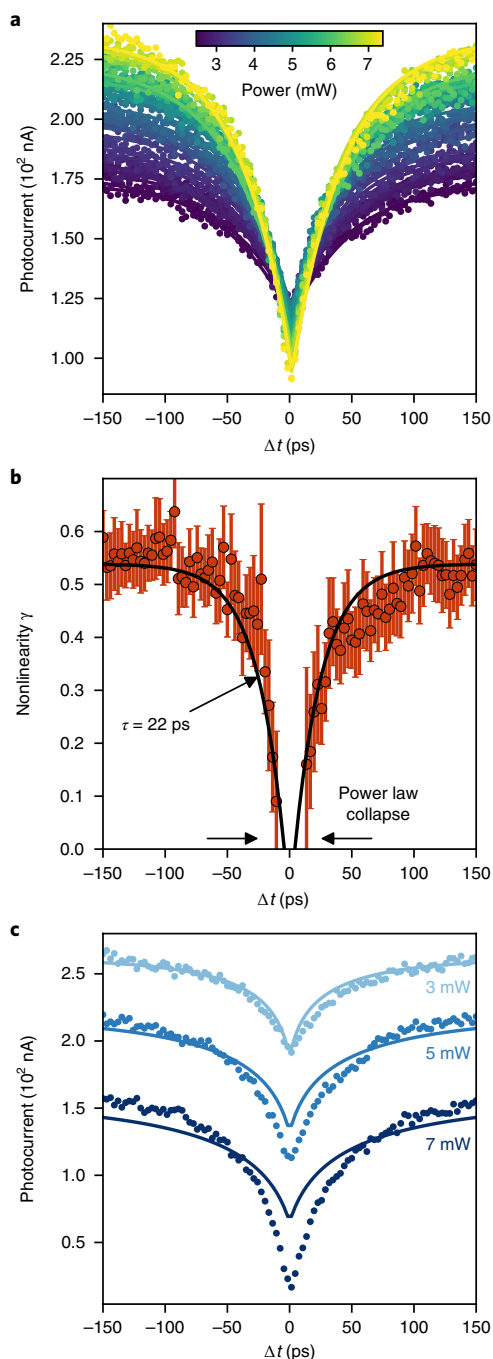 a
3 4 5 6 7
Power (mW)
2.25
2.00
1.75
1.50
1.25
1.00
Photocurrent (10² nA)
−150 −100 −50 0 50 100 150
Δt (ps)
b
0.6
0.5
0.4
0.3
0.2
0.1
0.0
Nonlinearity γ
τ = 22 ps
Power law
collapse
−150 −100 −50 0 50 100 150
Δt (ps)
c
2.5
2.0
1.5
1.0
0.5
Photocurrent (10² nA)
3 mW
5 mW
7 mW
−150 −100 −50 0 50 100 150
Δt (ps)